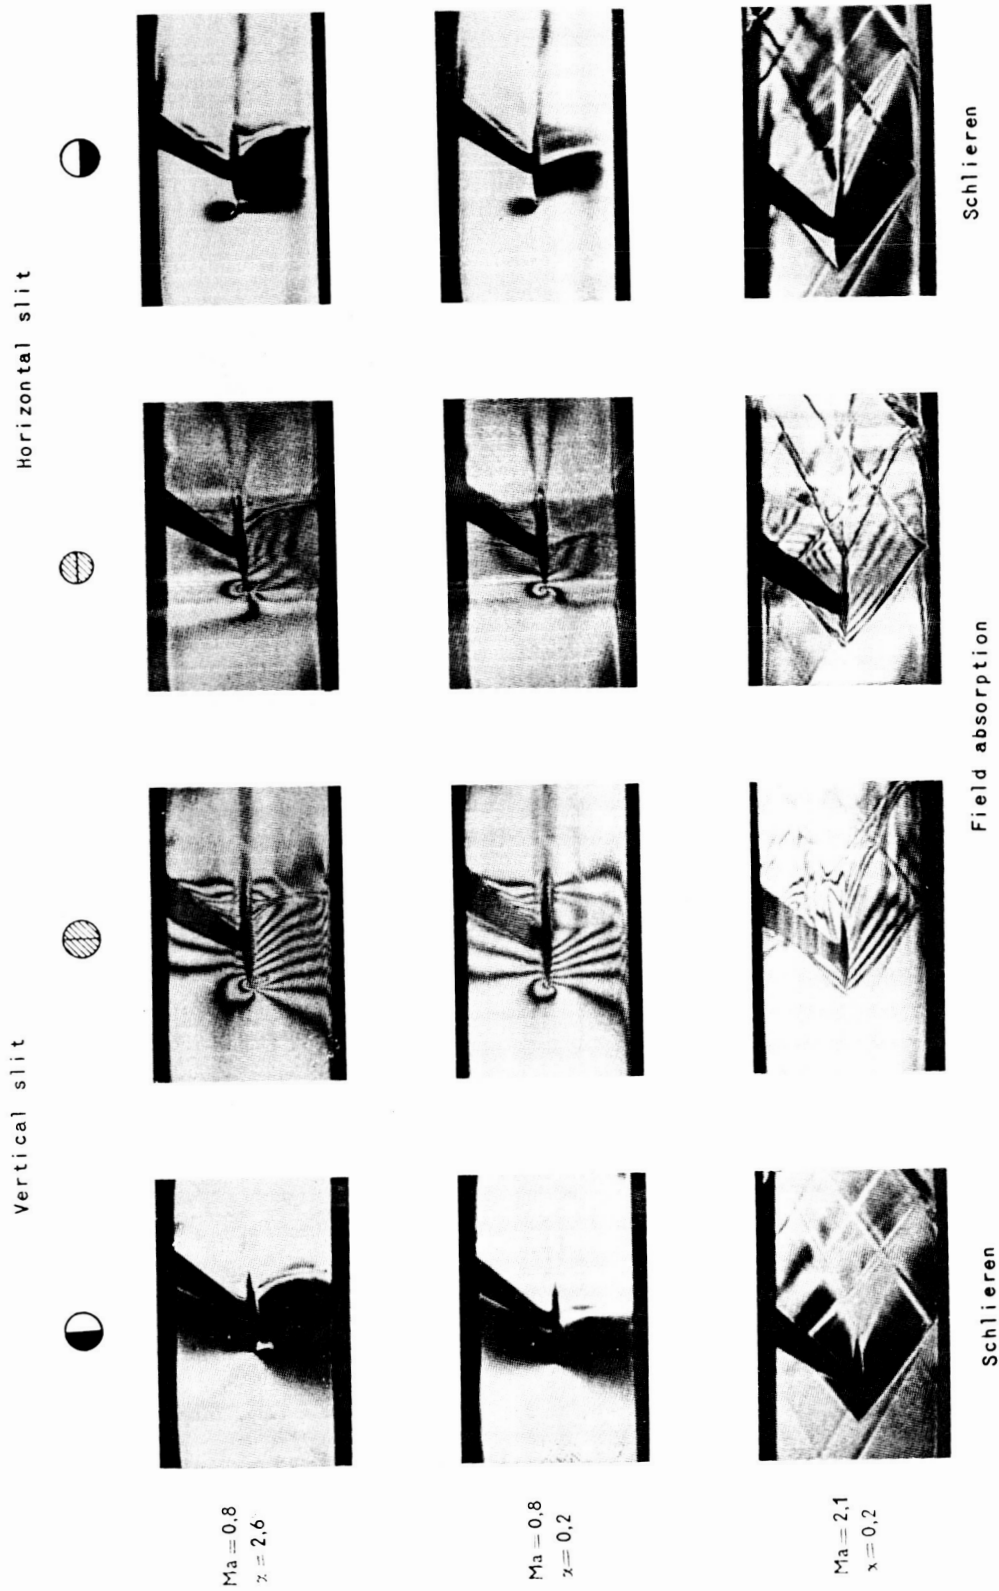 Vertical slit
Horizontal slit
Ma=0,8
χ=2,6
Ma=0,8
χ=0,2
Ma=2,1
χ=0,2
Schlieren
Field absorption
Schlieren